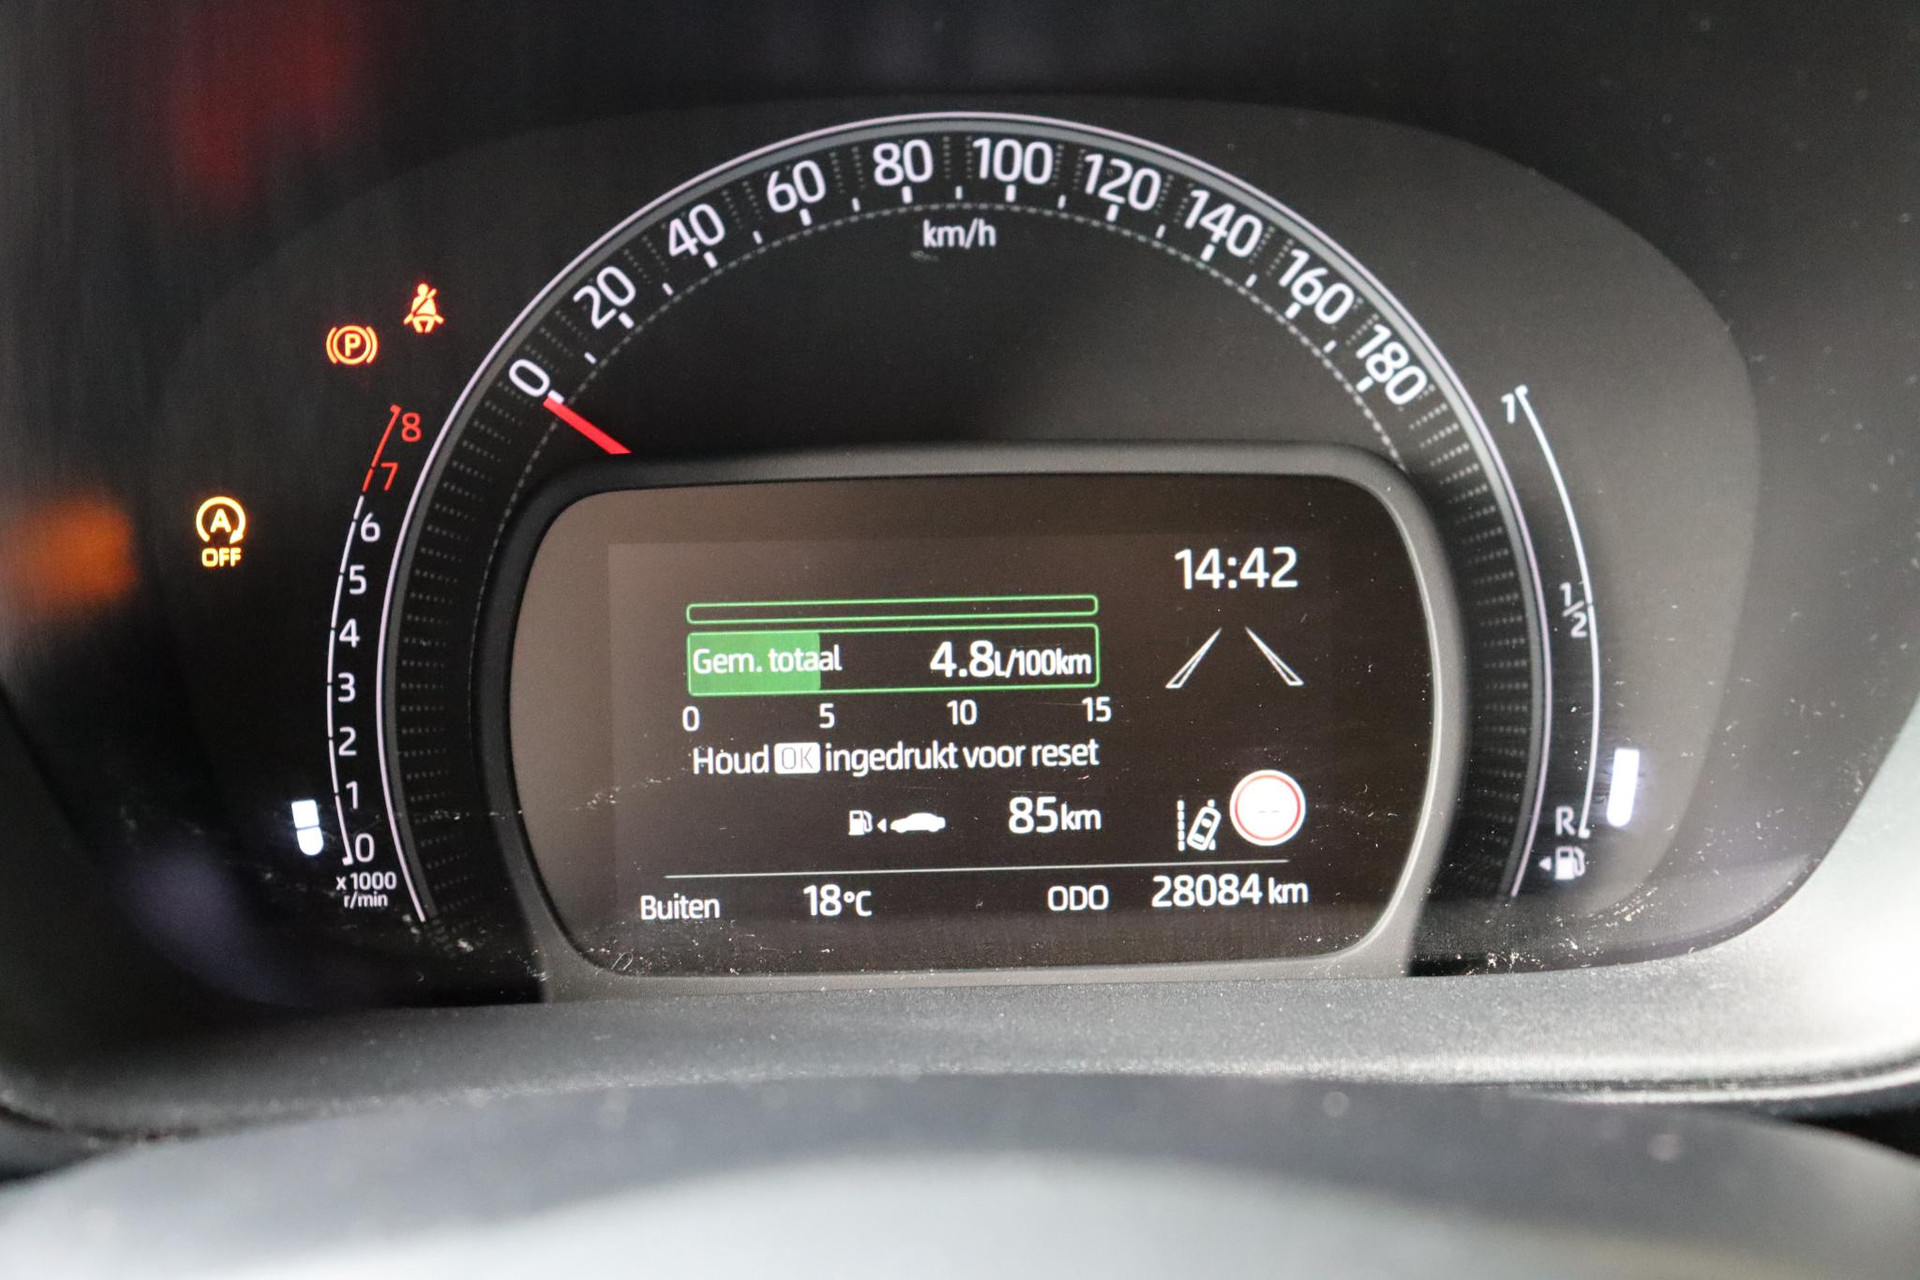 0 20 40 60 80 100 120 140 160 180
km/h
P
A
OFF
8
7
6
5
4
3
2
1
0
x 1000
r/min
14:42
Gem. totaal 4.8L/100km
0 5 10 15
Houd OK ingedrukt voor reset
85km
Buiten 18°C ODO 28084 km
1
1/2
R